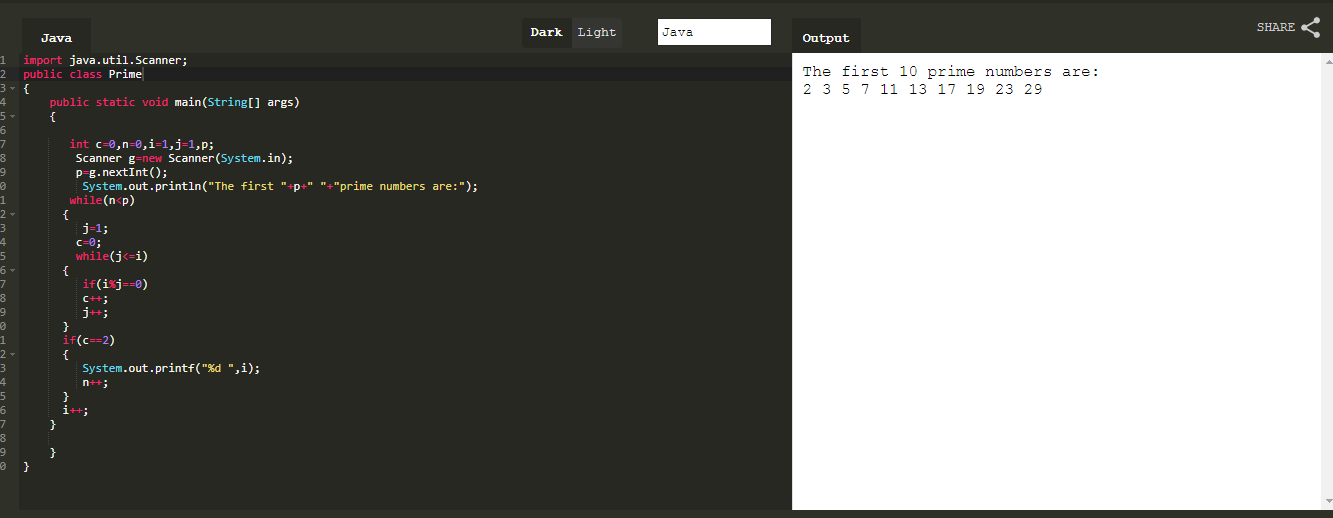 Java
Dark Light
Java
Output
SHARE
1 import java.util.Scanner;
2 public class Prime
3 {
4 public static void main(String[] args)
5 {
6
7 int c=0,n=0,i=1,j=1,p;
8 Scanner g=new Scanner(System.in);
9 p=g.nextInt();
0 System.out.println("The first "+p+" "+"prime numbers are:");
1 while(n<p)
2 {
3 j=1;
4 c=0;
5 while(j<=i)
6 {
7 if(i%j==0)
8 c++;
9 j++;
0 }
1 if(c==2)
2 {
3 System.out.printf("%d ",i);
4 n++;
5 }
6 i++;
7 }
8
9 }
0 }
The first 10 prime numbers are:
2 3 5 7 11 13 17 19 23 29